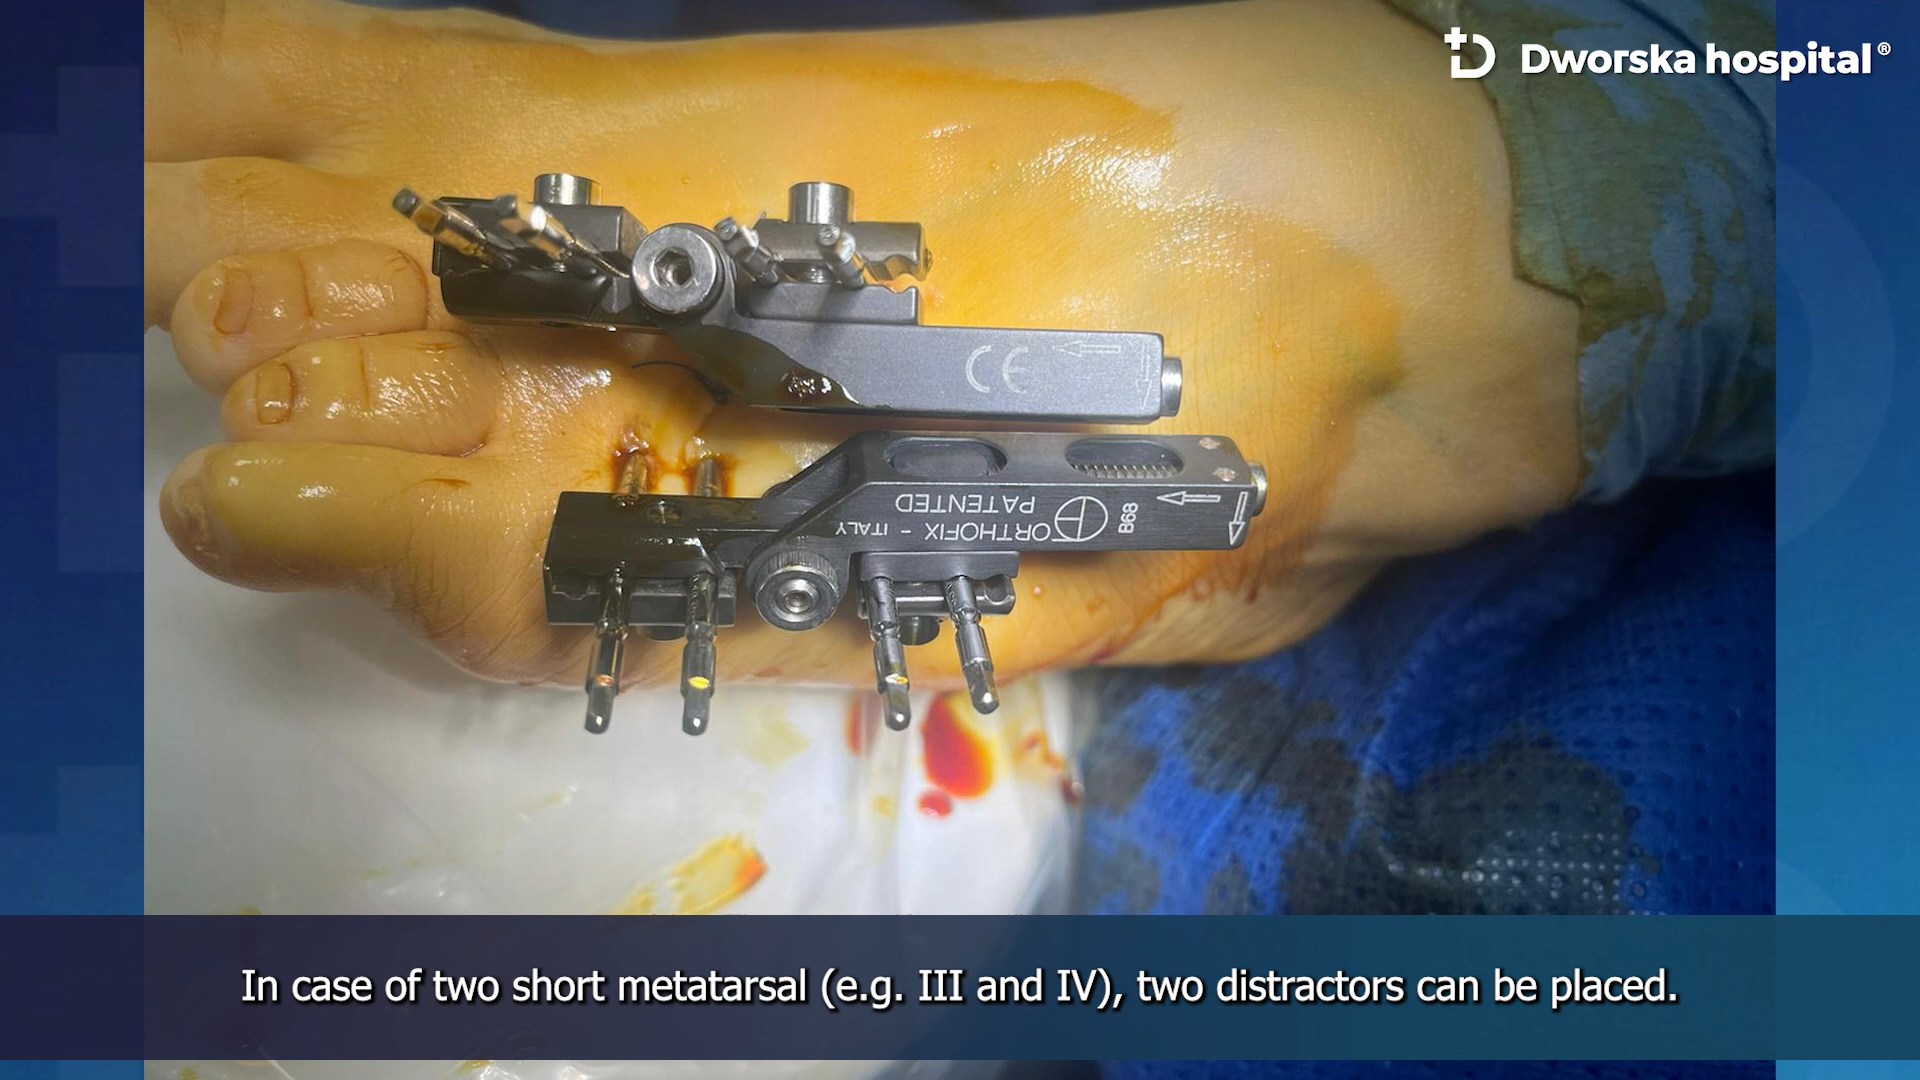 Dworska hospital®
CE
PATENTED
ORTHOFIX - ITALY
B68
In case of two short metatarsal (e.g. III and IV), two distractors can be placed.